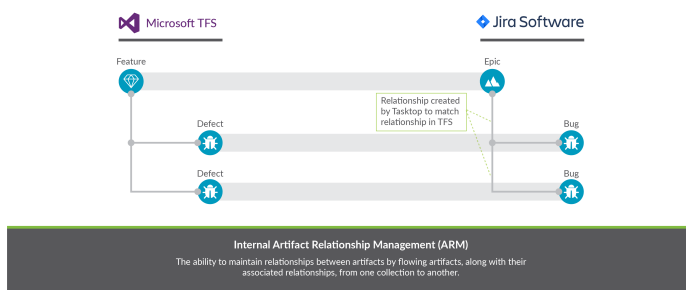 Microsoft TFS
Jira Software
Feature
Epic
Relationship created
by Tasktop to match
relationship in TFS
Defect
Bug
Defect
Bug
Internal Artifact Relationship Management (ARM)
The ability to maintain relationships between artifacts by flowing artifacts, along with their
associated relationships, from one collection to another.